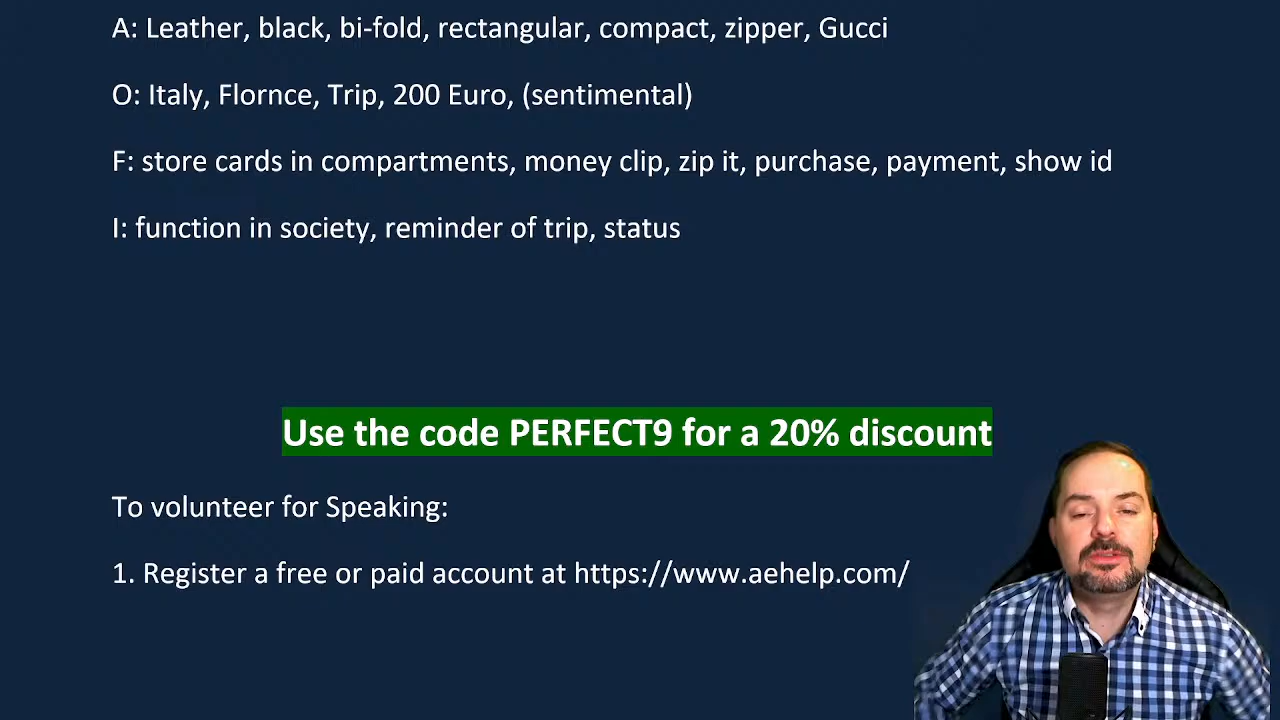 A: Leather, black, bi-fold, rectangular, compact, zipper, Gucci
O: Italy, Flornce, Trip, 200 Euro, (sentimental)
F: store cards in compartments, money clip, zip it, purchase, payment, show id
I: function in society, reminder of trip, status
Use the code PERFECT9 for a 20% discount
To volunteer for Speaking:
1. Register a free or paid account at https://www.aehelp.com/